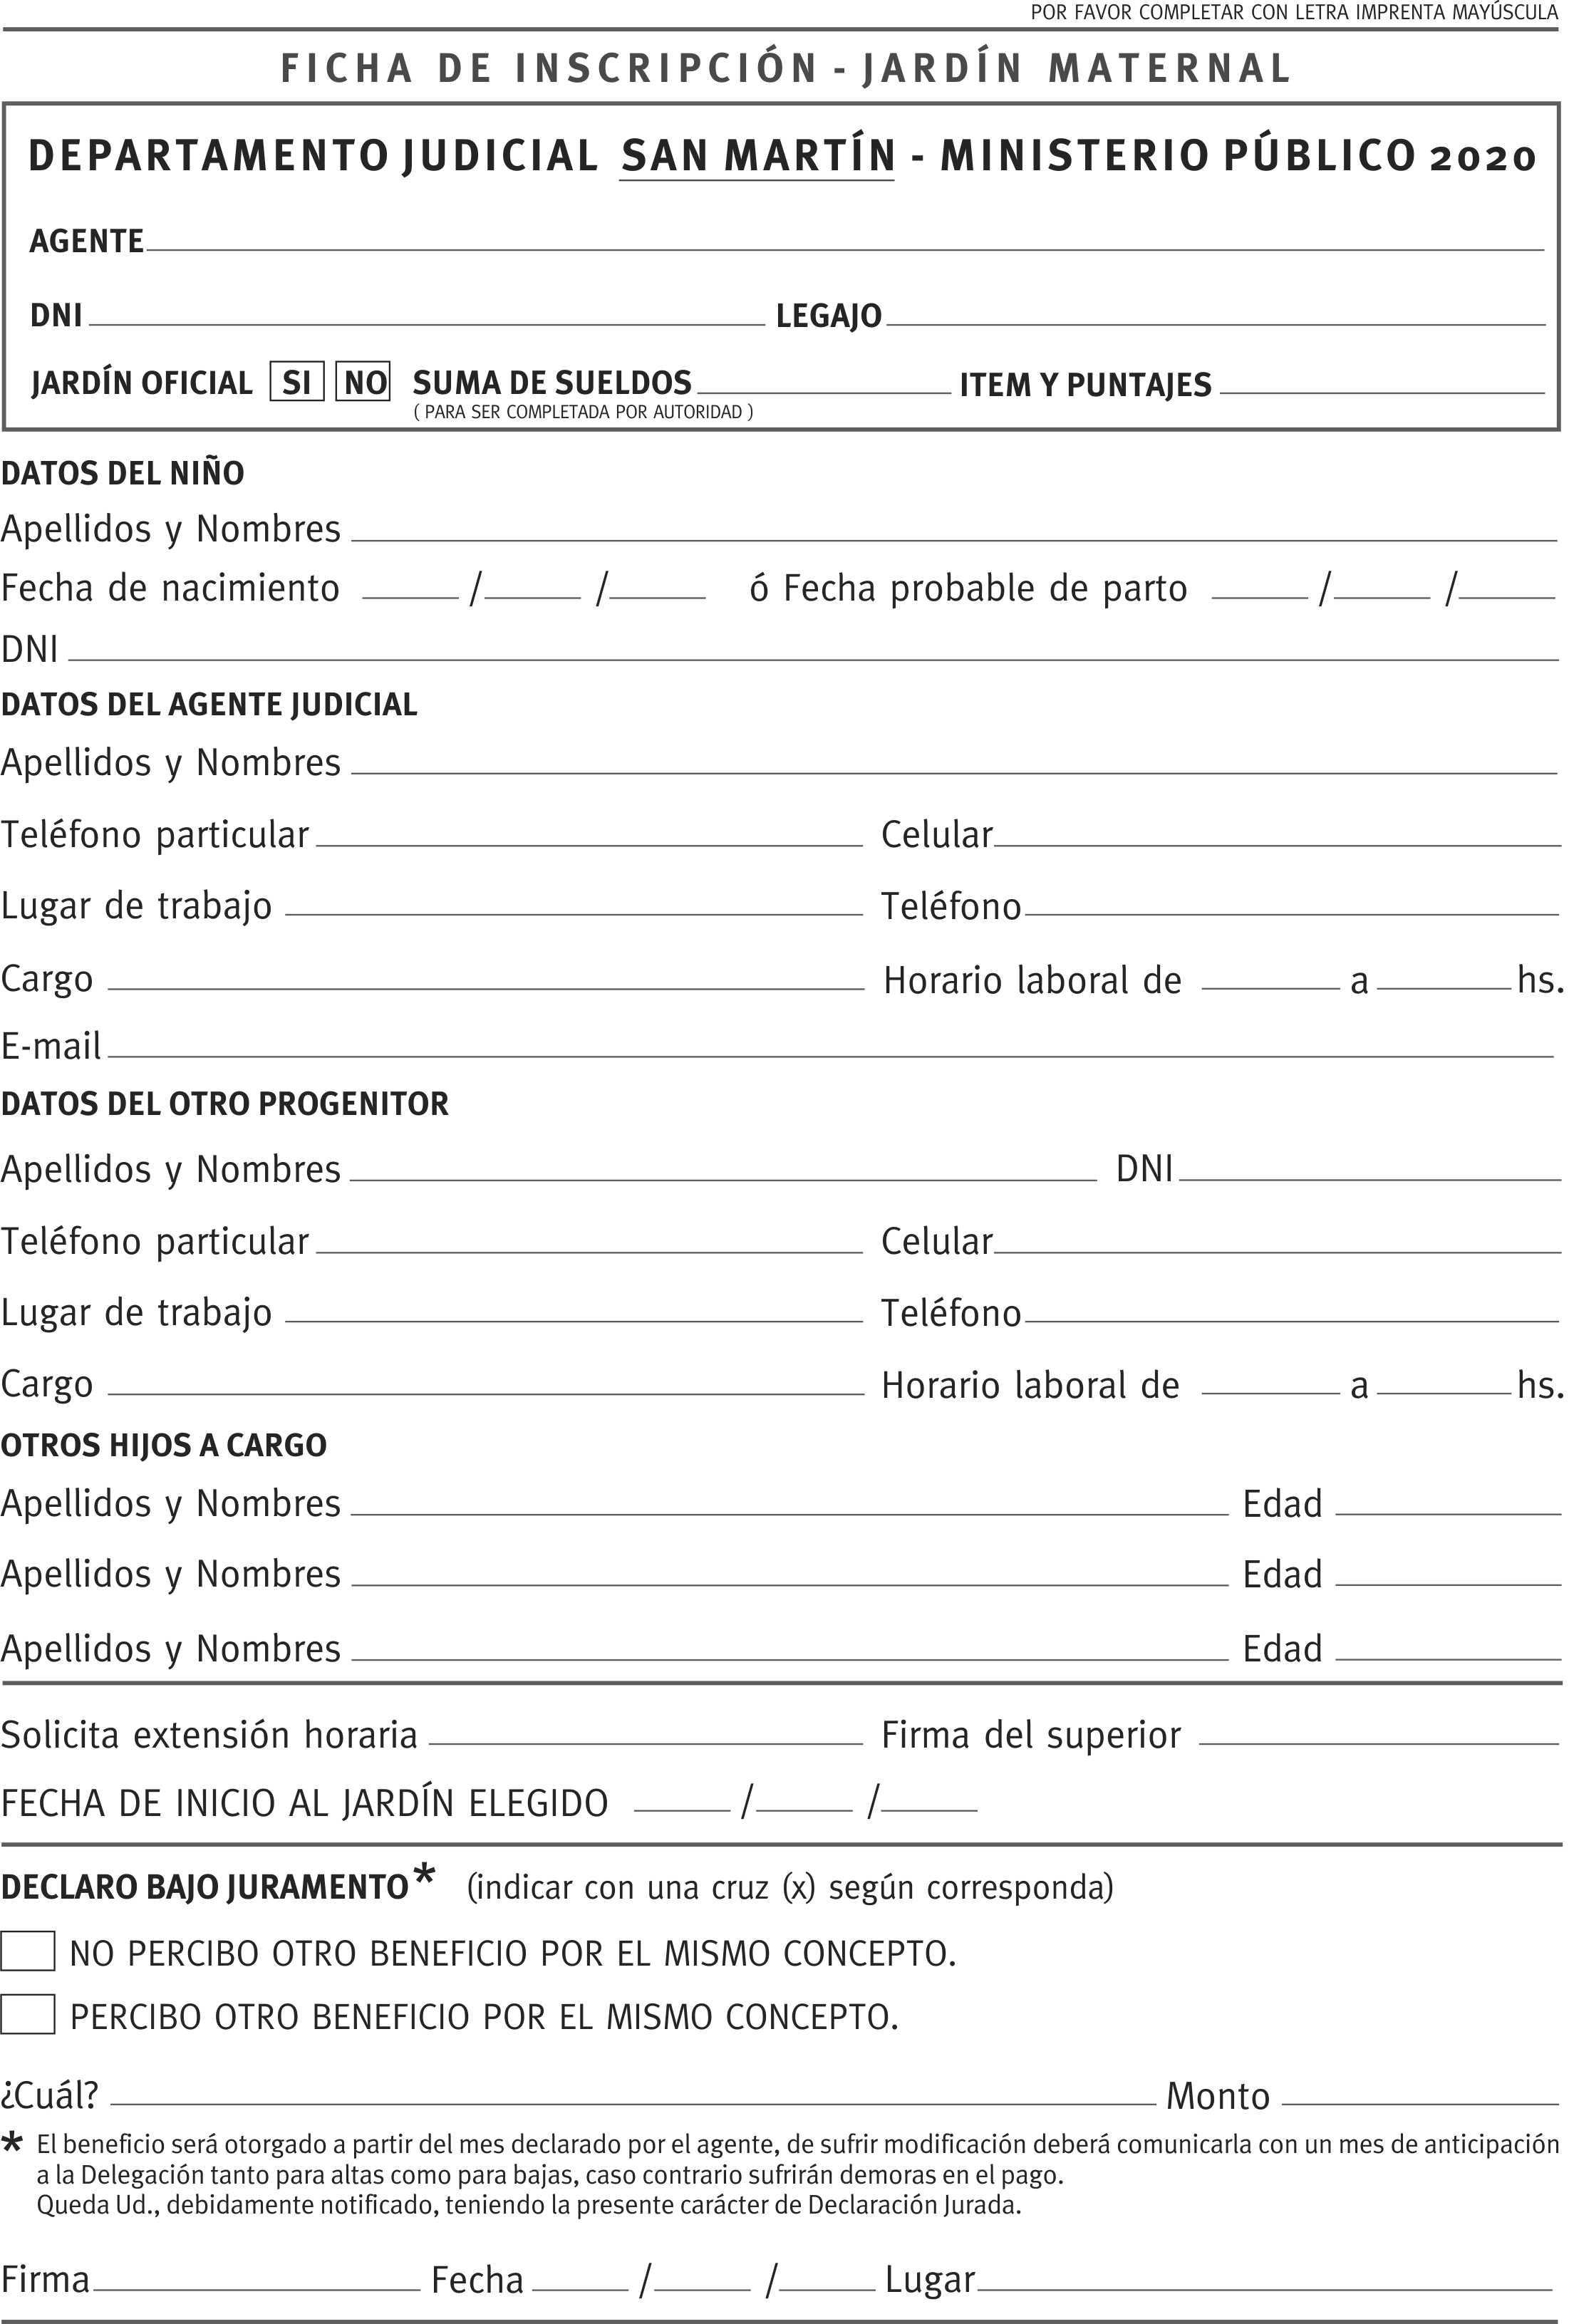 POR FAVOR COMPLETAR CON LETRA IMPRENTA MAYÚSCULA
FICHA DE INSCRIPCIÓN - JARDÍN MATERNAL
DEPARTAMENTO JUDICIAL SAN MARTÍN - MINISTERIO PÚBLICO 2020
AGENTE
DNI LEGAJO
JARDÍN OFICIAL SI NO SUMA DE SUELDOS ITEM Y PUNTAJES
( PARA SER COMPLETADA POR AUTORIDAD )
DATOS DEL NIÑO
Apellidos y Nombres
Fecha de nacimiento / / ó Fecha probable de parto / /
DNI
DATOS DEL AGENTE JUDICIAL
Apellidos y Nombres
Teléfono particular Celular
Lugar de trabajo Teléfono
Cargo Horario laboral de a hs.
E-mail
DATOS DEL OTRO PROGENITOR
Apellidos y Nombres DNI
Teléfono particular Celular
Lugar de trabajo Teléfono
Cargo Horario laboral de a hs.
OTROS HIJOS A CARGO
Apellidos y Nombres Edad
Apellidos y Nombres Edad
Apellidos y Nombres Edad
Solicita extensión horaria Firma del superior
FECHA DE INICIO AL JARDÍN ELEGIDO / /
DECLARO BAJO JURAMENTO* (indicar con una cruz (x) según corresponda)
NO PERCIBO OTRO BENEFICIO POR EL MISMO CONCEPTO.
PERCIBO OTRO BENEFICIO POR EL MISMO CONCEPTO.
¿Cuál? Monto
* El beneficio será otorgado a partir del mes declarado por el agente, de sufrir modificación deberá comunicarla con un mes de anticipación
a la Delegación tanto para altas como para bajas, caso contrario sufrirán demoras en el pago.
Queda Ud., debidamente notificado, teniendo la presente carácter de Declaración Jurada.
Firma Fecha / / Lugar